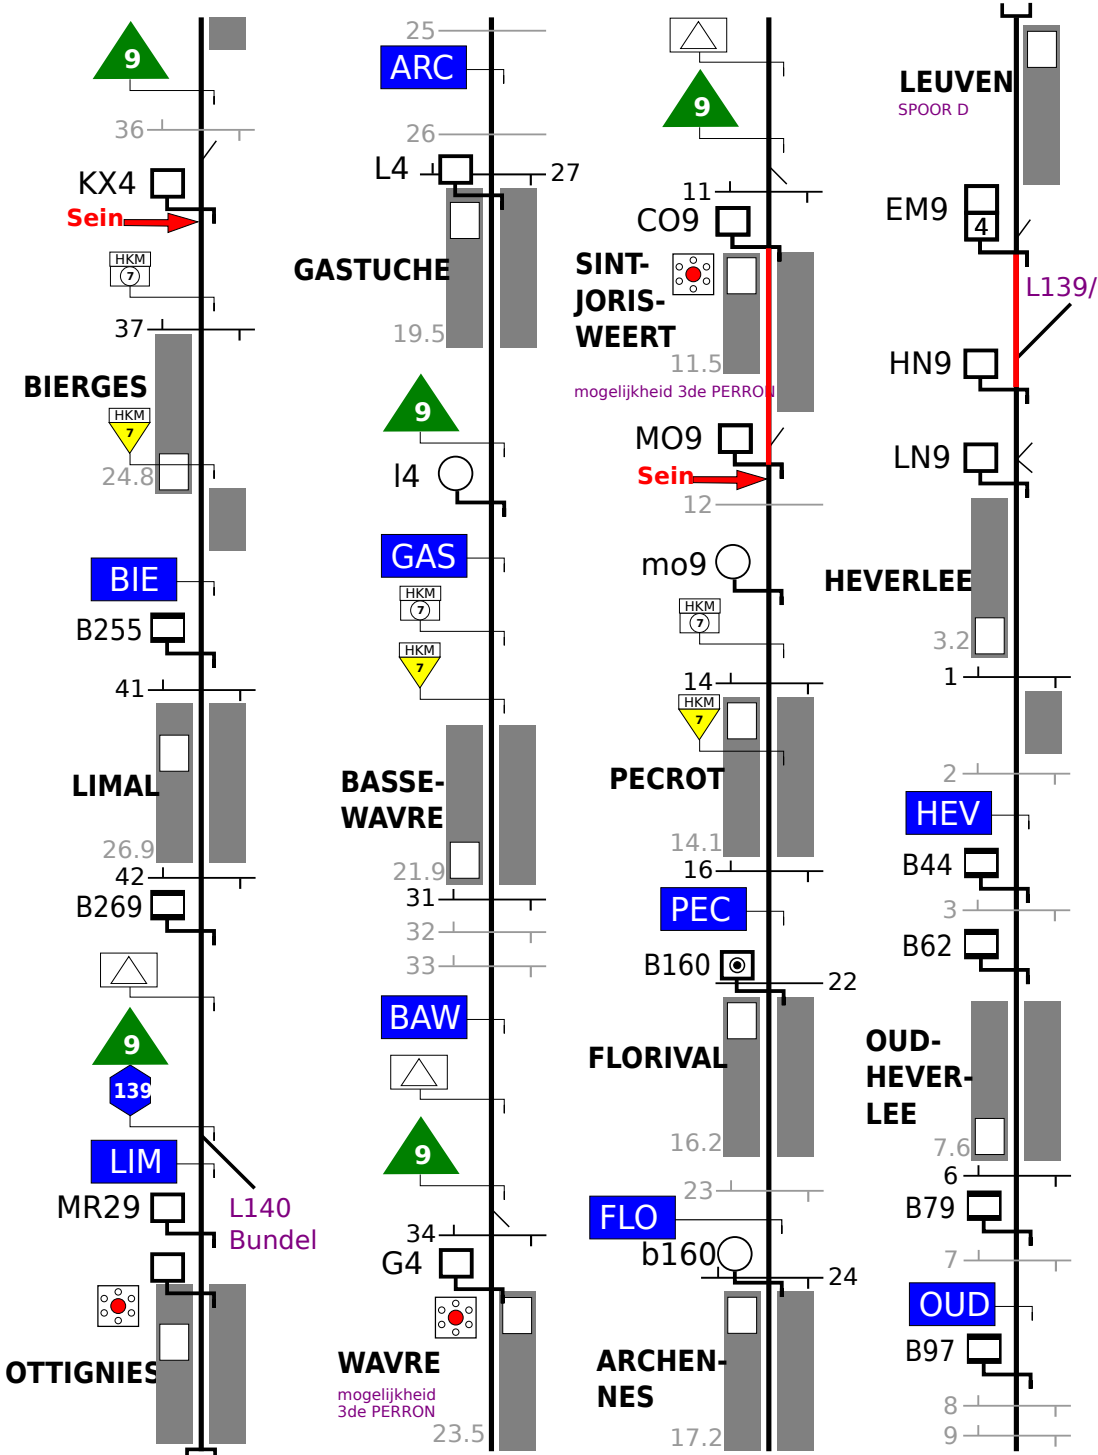 9
36
KX4
Sein
HKM
7
37
BIERGES
HKM
7
24.8
BIE
B255
41
LIMAL
26.9
42
B269
9
139
LIM
MR29
L140
Bundel
OTTIGNIES
25
ARC
26
L4
27
GASTUCHE
19.5
9
l4
GAS
HKM
7
HKM
7
BASSE-
WAVRE
21.9
31
32
33
BAW
9
34
G4
WAVRE
mogelijkheid
3de PERRON
23.5
9
11
CO9
SINT-
JORIS-
WEERT
11.5
mogelijkheid 3de PERRON
MO9
Sein
12
mo9
HKM
7
14
HKM
7
PECROT
14.1
16
PEC
B160
22
FLORIVAL
16.2
23
FLO
b160
24
ARCHEN-
NES
17.2
LEUVEN
SPOOR D
EM9
4
L139/
HN9
LN9
HEVERLEE
3.2
1
2
HEV
B44
3
B62
OUD-
HEVER-
LEE
7.6
6
B79
7
OUD
B97
8
9